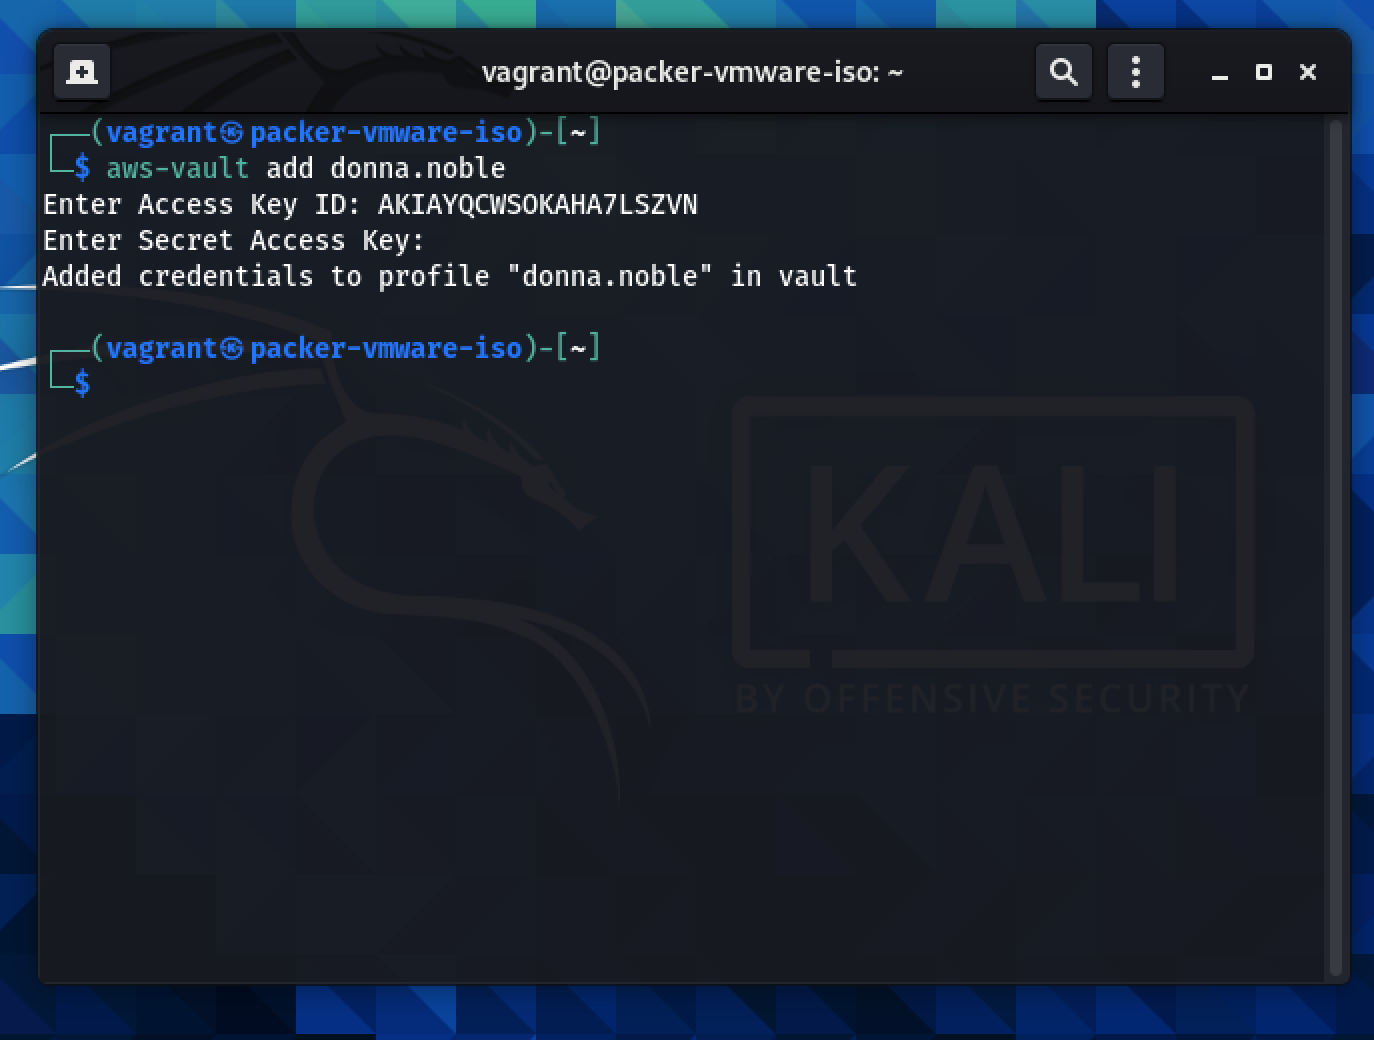 vagrant@packer-vmware-iso: ~
┌──(vagrant㉿packer-vmware-iso)-[~]
└─$ aws-vault add donna.noble
Enter Access Key ID: AKIAYQCWSOKAHA7LSZVN
Enter Secret Access Key:
Added credentials to profile "donna.noble" in vault
┌──(vagrant㉿packer-vmware-iso)-[~]
└─$
KALI
BY OFFENSIVE SECURITY